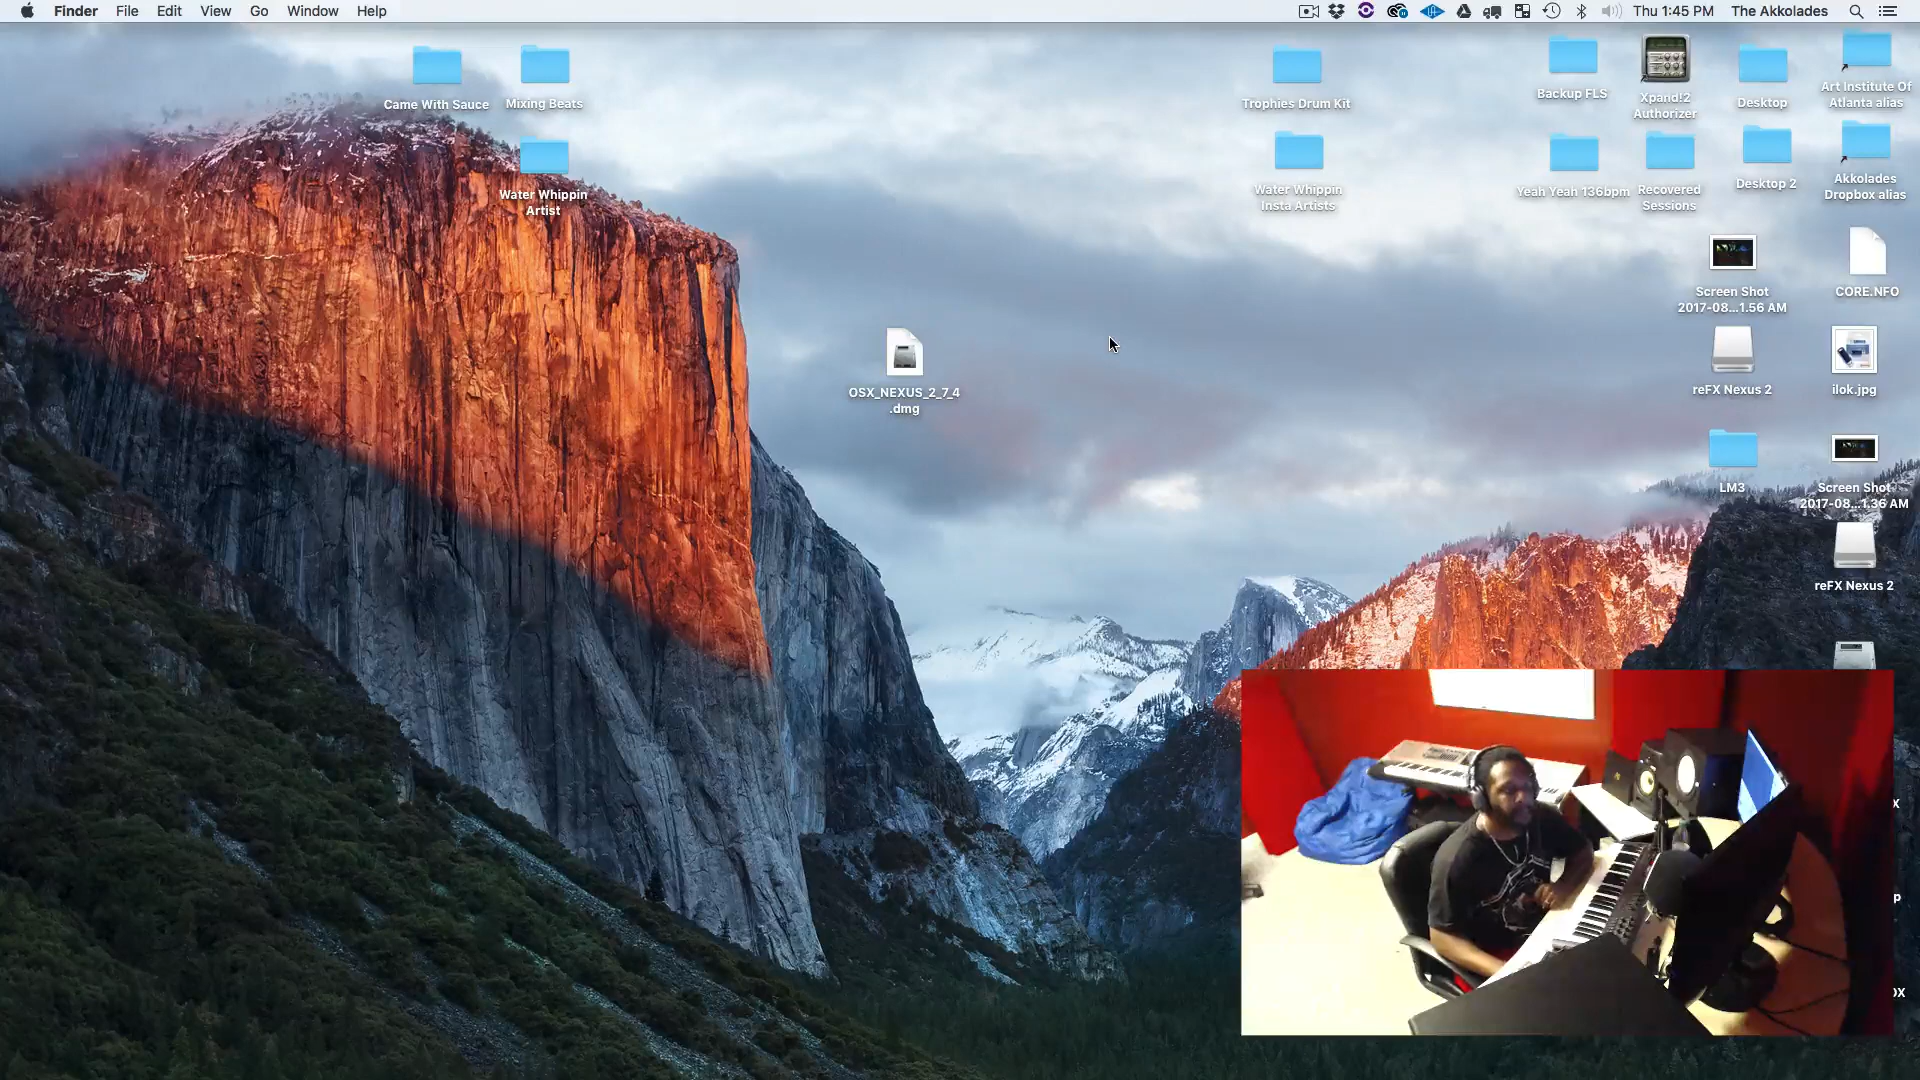 Finder File Edit View Go Window Help
Thu 1:45 PM The Akkolades
Came With Sauce
Mixing Beats
Water Whippin
Artist
Trophies Drum Kit
Water Whippin
Insta Artists
Backup FLS
Xpand!2
Authorizer
Desktop
Art Institute Of
Atlanta alias
Yeah Yeah 136bpm
Recovered
Sessions
Desktop 2
Akkolades
Dropbox alias
Screen Shot
2017-08...1.56 AM
CORE.NFO
OSX_NEXUS_2_7_4
.dmg
reFX Nexus 2
ilok.jpg
LM3
Screen Shot
2017-08...1.36 AM
reFX Nexus 2
x
p
ox